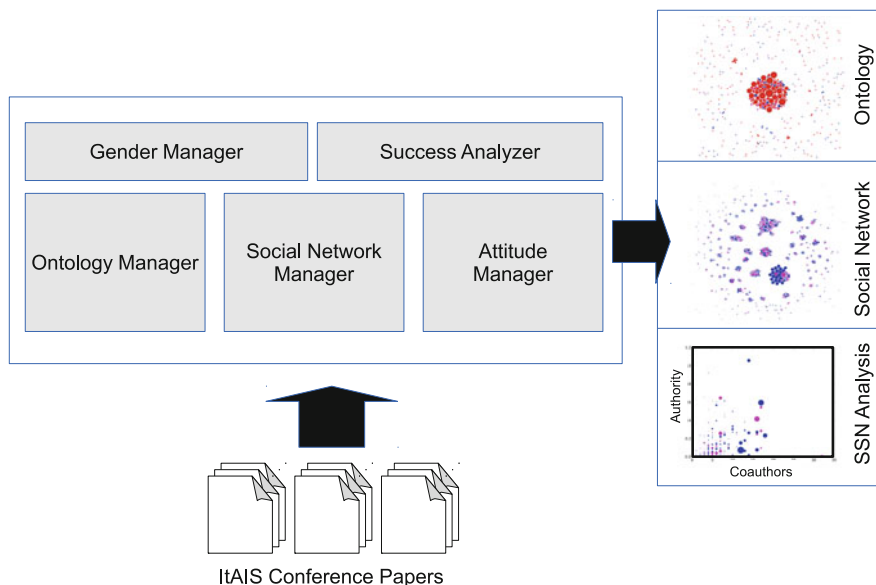 Gender Manager
Success Analyzer
Ontology Manager
Social Network
Manager
Attitude
Manager
ItAIS Conference Papers
Ontology
Social Network
SSN Analysis
Authority
Coauthors